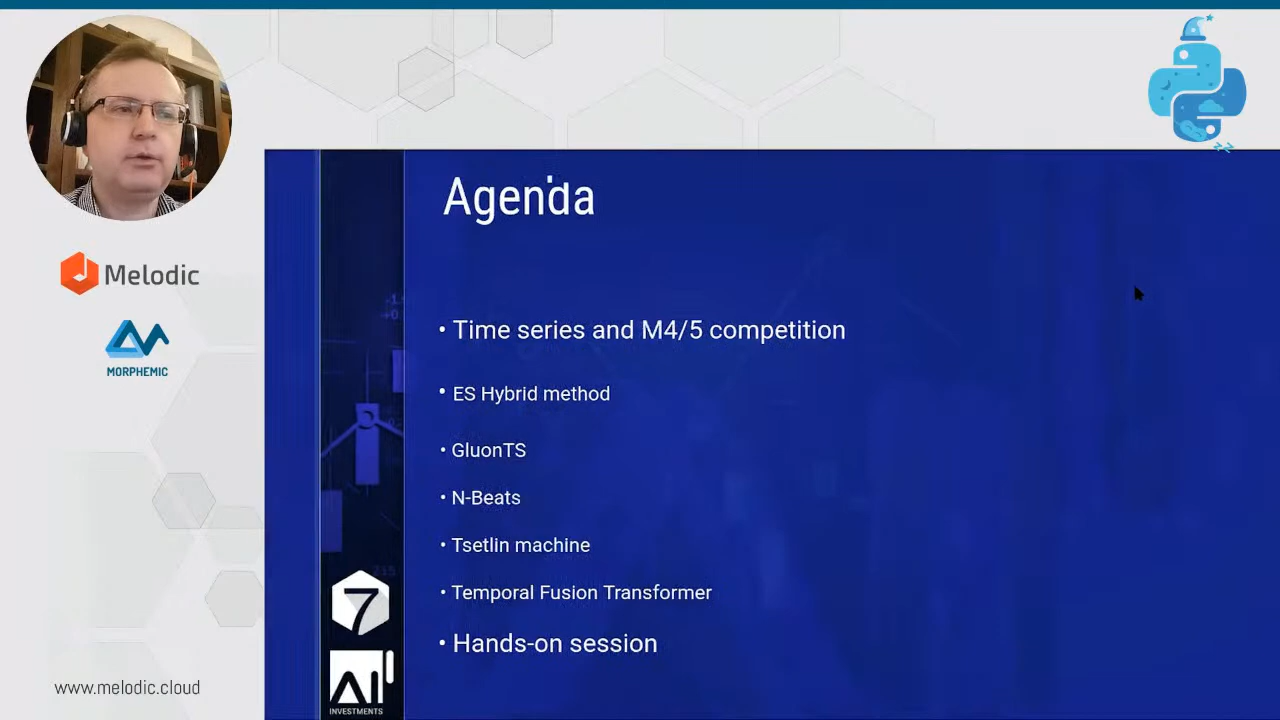 Agenda
Melodic
MORPHEMIC
• Time series and M4/5 competition
• ES Hybrid method
• GluonTS
• N-Beats
• Tsetlin machine
• Temporal Fusion Transformer
• Hands-on session
7
AI
INVESTMENTS
www.melodic.cloud